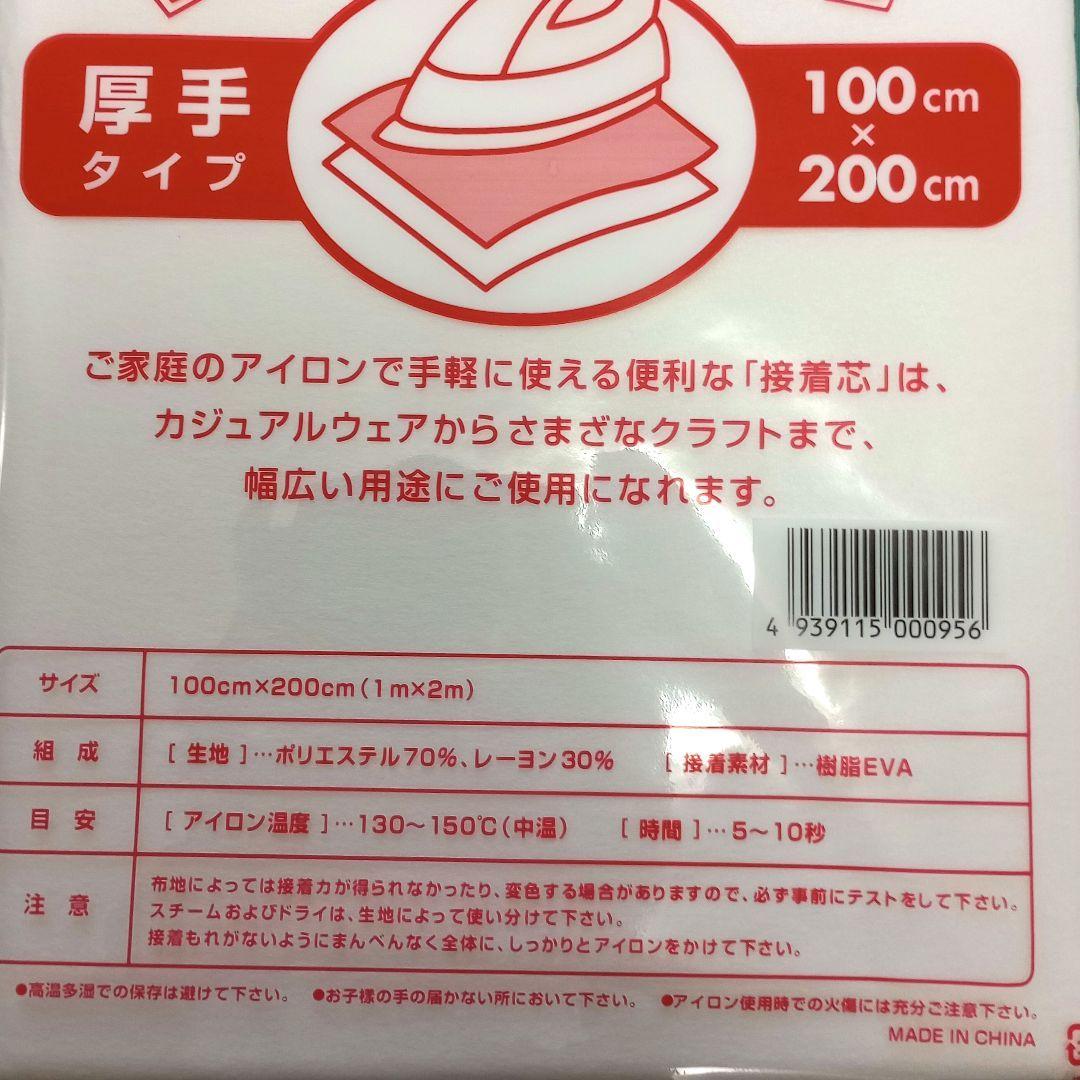 厚手
タイプ
100cm
×
200cm
ご家庭のアイロンで手軽に使える便利な「接着芯」は、
カジュアルウェアからさまざなクラフトまで、
幅広い用途にご使用になれます。
4 939115 000956
サイズ 100cm×200cm(1m×2m)
組成 [生地]…ポリエステル70%、レーヨン30% [接着素材]…樹脂EVA
目安 [アイロン温度]…130～150℃(中温) [時間]…5～10秒
注意
布地によっては接着力が得られなかったり、変色する場合がありますので、必ず事前にテストをして下さい。
スチームおよびドライは、生地によって使い分けて下さい。
接着もれがないようにまんべんなく全体に、しっかりとアイロンをかけて下さい。
●高温多湿での保存は避けて下さい。 ●お子様の手の届かない所において下さい。 ●アイロン使用時での火傷には充分ご注意下さい。
MADE IN CHINA